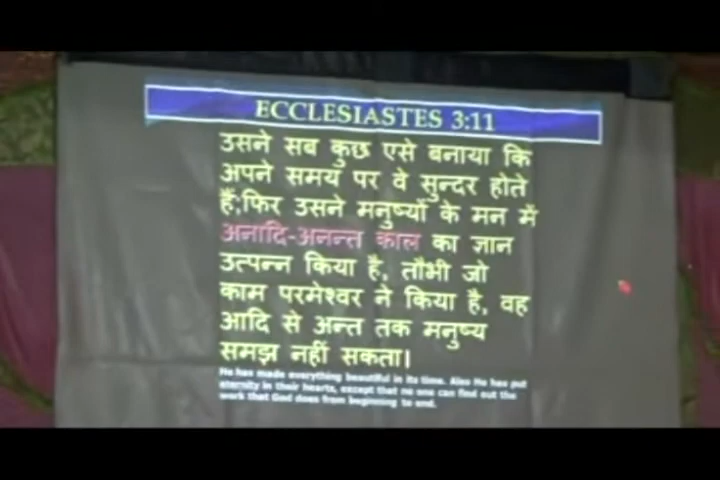 ECCLESIASTES 3:11
उसने सब कुछ एसे बनाया कि
अपने समय पर वे सुन्दर होते
हैं;फिर उसने मनुष्यों के मन में
अनादि-अनन्त काल का ज्ञान
उत्पन्न किया है, तौभी जो
काम परमेश्वर ने किया है, वह
आदि से अन्त तक मनुष्य
समझ नहीं सकता।
He has made everything beautiful in its time. Also He has put
eternity in their hearts, except that no one can find out the
work that God does from beginning to end.